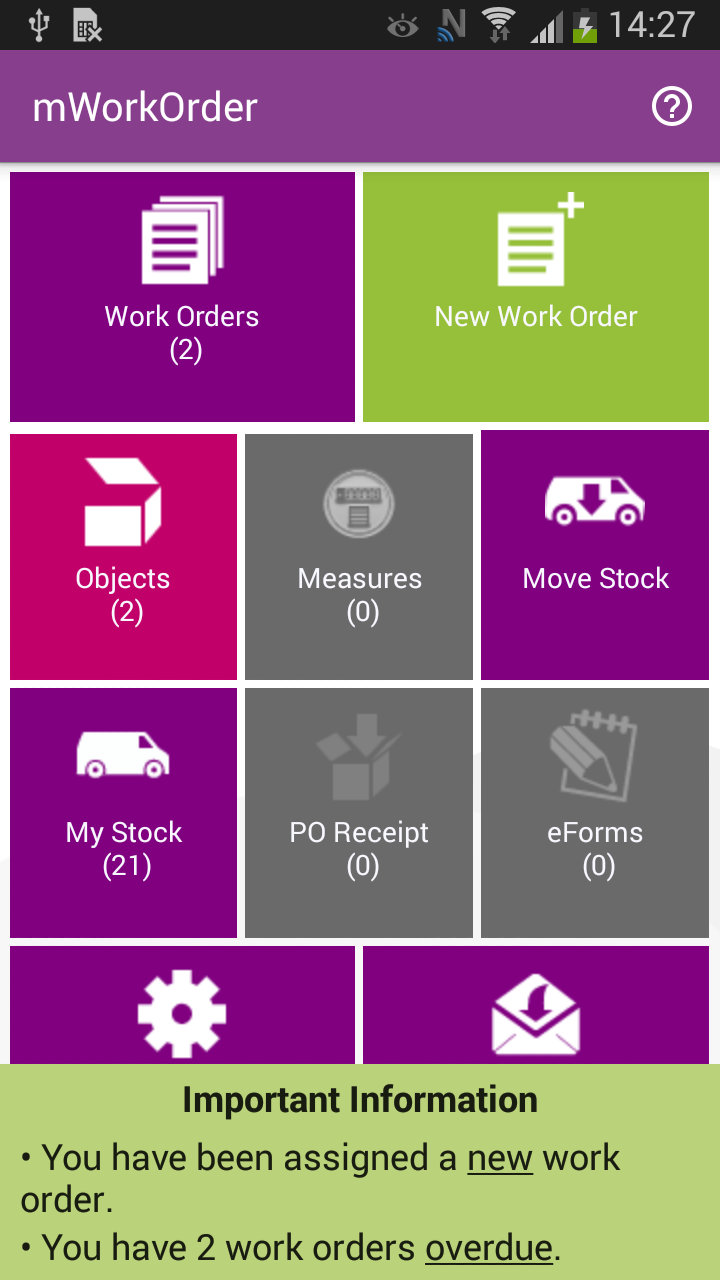 14:27
mWorkOrder
Work Orders
(2)
New Work Order
Objects
(2)
Measures
(0)
Move Stock
My Stock
(21)
PO Receipt
(0)
eForms
(0)
Important Information
• You have been assigned a new work
order.
• You have 2 work orders overdue.